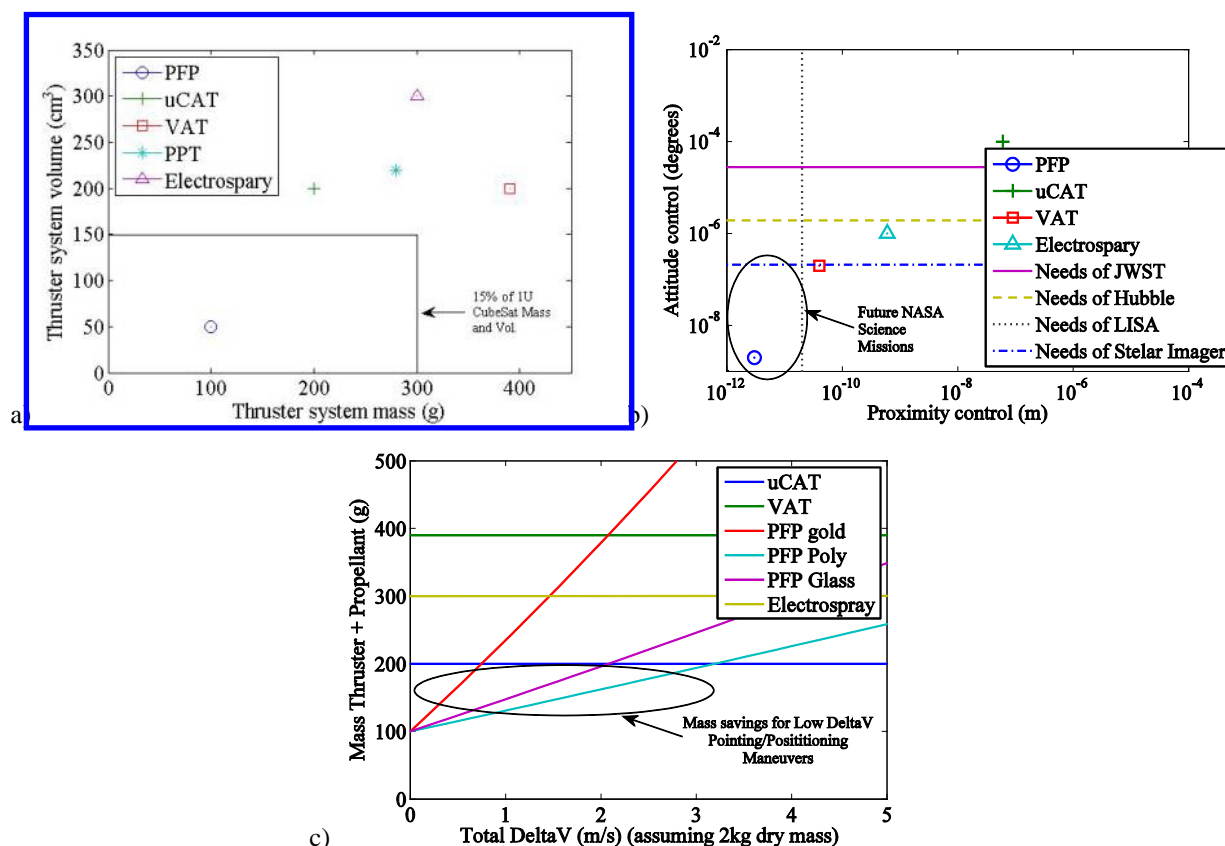 350
300
250
200
150
100
50
0
Thruster system volume (cm³)
PFP
uCAT
VAT
PPT
Electrospary
15% of 1U
CubeSat Mass
and Vol.
0 100 200 300 400
Thruster system mass (g)
a)
10⁻²
10⁻⁴
10⁻⁶
10⁻⁸
Attitude control (degrees)
PFP
uCAT
VAT
Electrospary
Needs of JWST
Needs of Hubble
Needs of LISA
Needs of Stelar Imager
Future NASA
Science
Missions
10⁻¹² 10⁻¹⁰ 10⁻⁸ 10⁻⁶ 10⁻⁴
Proximity control (m)
b)
500
400
300
200
100
0
Mass Thruster + Propellant (g)
uCAT
VAT
PFP gold
PFP Poly
PFP Glass
Electrospray
Mass savings for Low DeltaV
Pointing/Posititioning
Maneuvers
0 1 2 3 4 5
Total DeltaV (m/s) (assuming 2kg dry mass)
c)